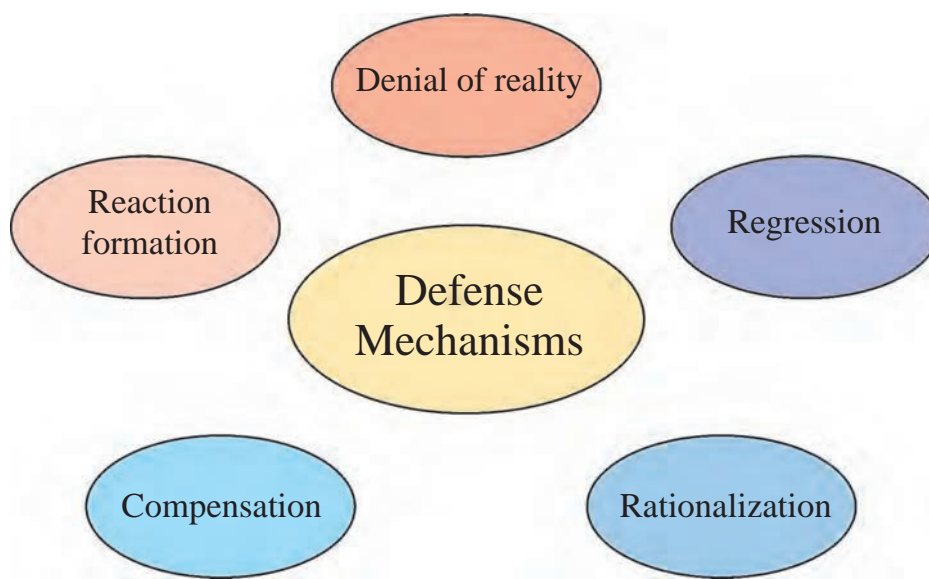 Denial of reality
Reaction
formation
Regression
Defense
Mechanisms
Compensation
Rationalization